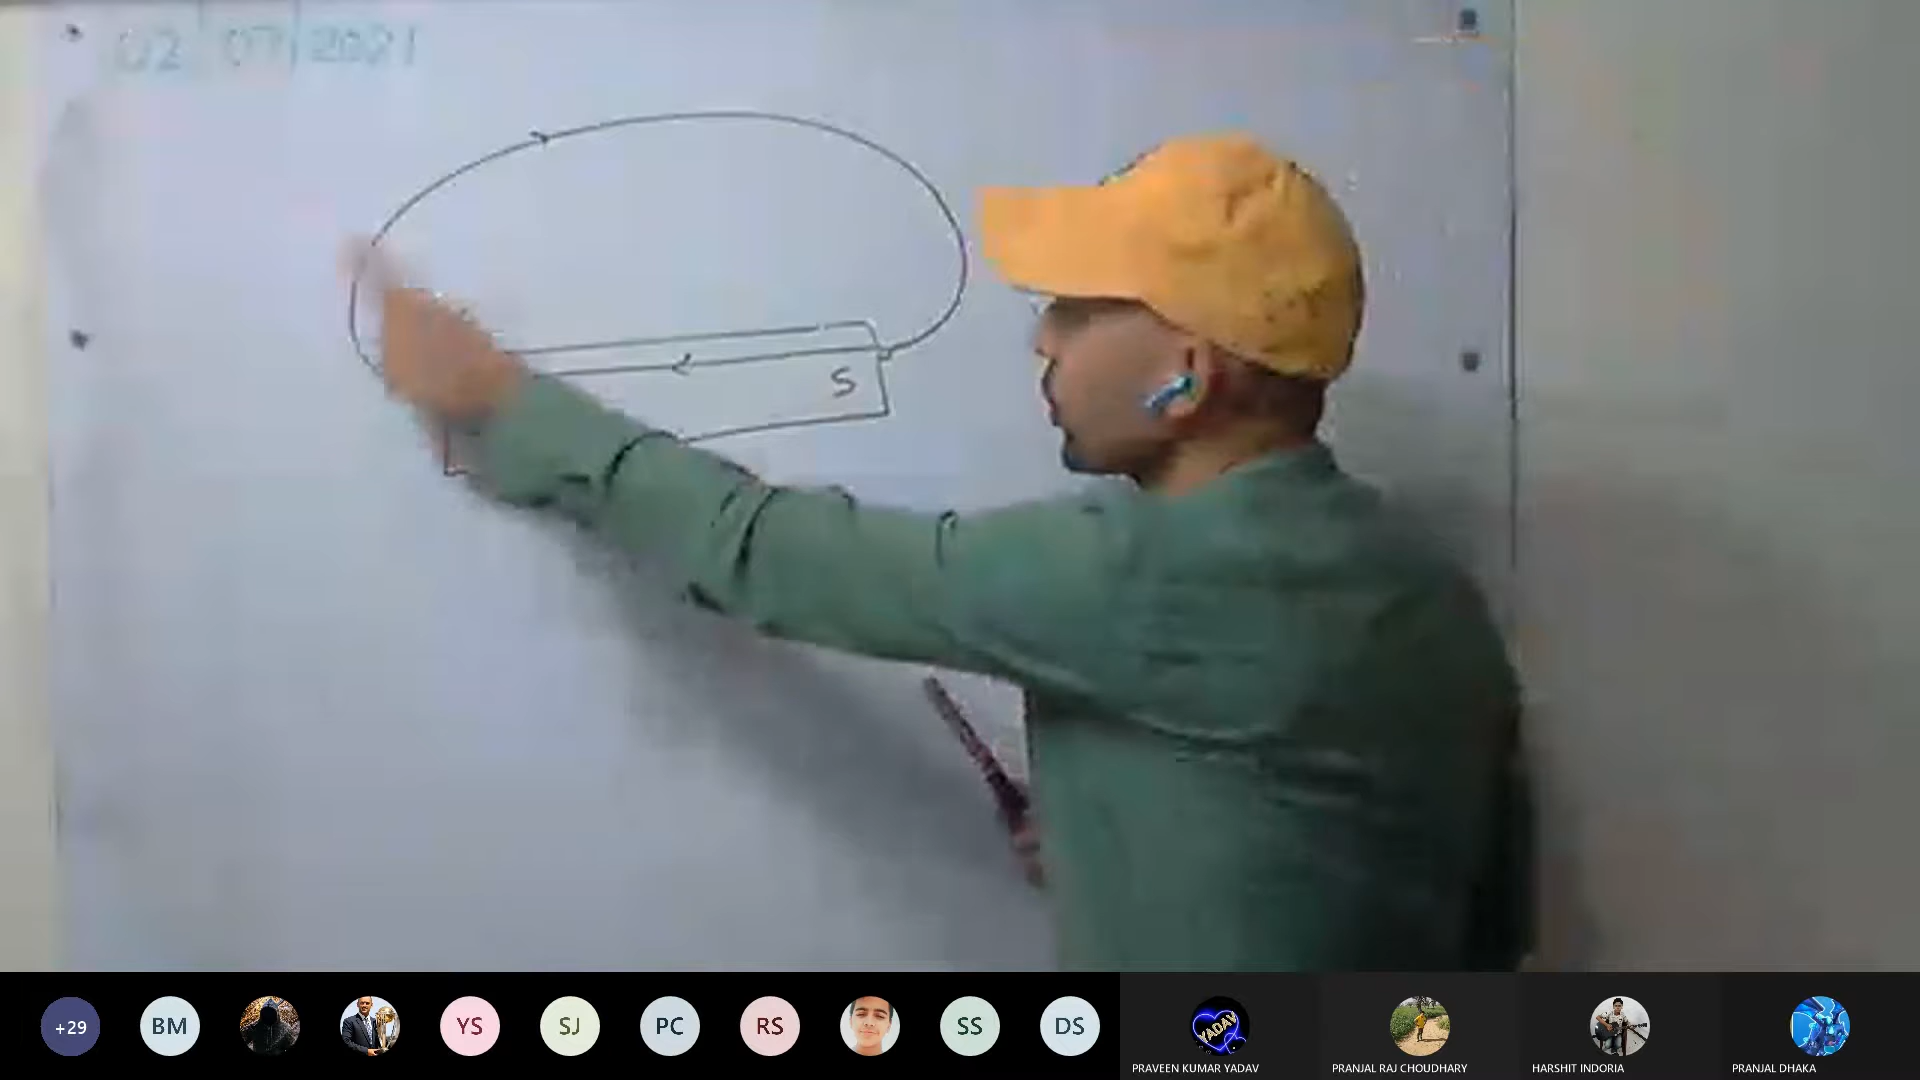 02|07|2021
S
+29
BM
YS
SJ
PC
RS
SS
DS
YADAV
PRAVEEN KUMAR YADAV
PRANJAL RAJ CHOUDHARY
HARSHIT INDORIA
PRANJAL DHAKA